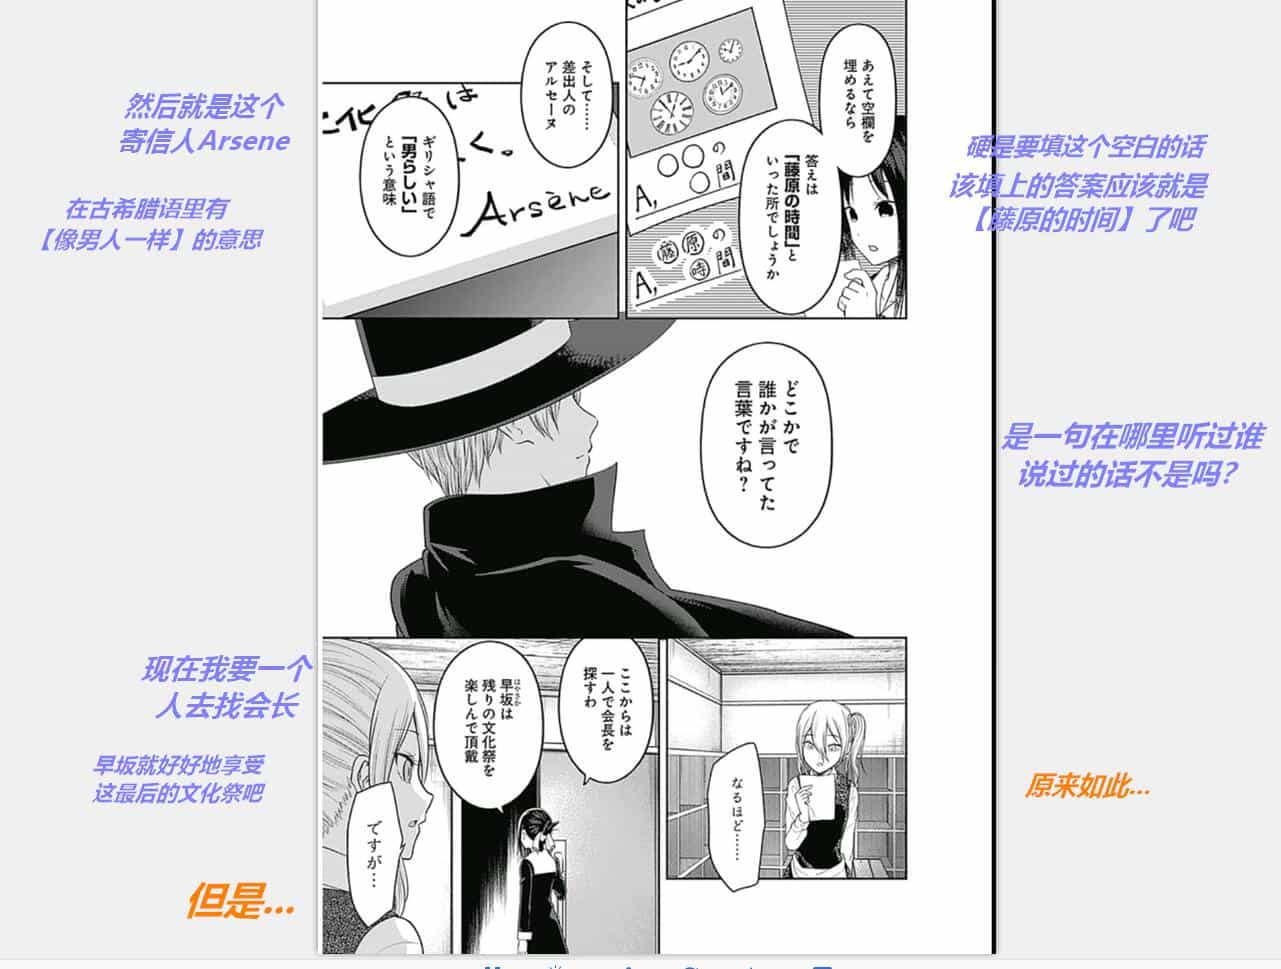 あえて空欄を
埋めるなら
答えは
「藤原の時間」と
いった所でしょうか
○○の
○間
A,
藤原の
時間
A,
そして……
差出人の
アルセーヌ
ギリシャ語で
「男らしい」
という意味
は
く。
Arsène
どこかで
誰かが言ってた
言葉ですね?
なるほど……
ここからは
一人で会長を
探すわ
早坂は
はやさか
残りの文化祭を
楽しんで頂戴
ですが…
硬是要填这个空白的话
该填上的答案应该就是
【藤原的时间】了吧
然后就是这个
寄信人Arsene
在古希腊语里有
【像男人一样】的意思
是一句在哪里听过谁
说过的话不是吗?
原来如此...
现在我要一个
人去找会长
早坂就好好地享受
这最后的文化祭吧
但是...